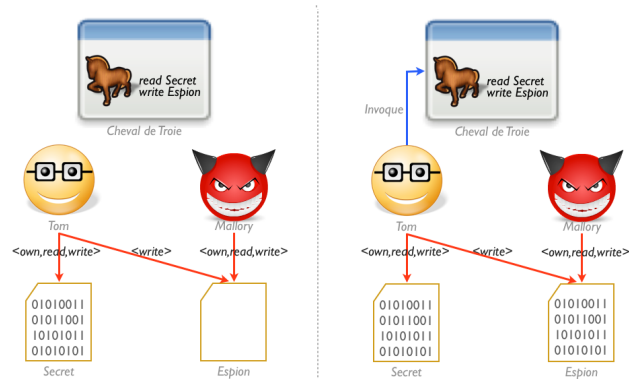 read Secret
write Espion
Cheval de Troie
Tom
Mallory
<own,read,write>
<write>
<own,read,write>
01010011
01011001
10101011
01010101
Secret
Espion
read Secret
write Espion
Invoque
Cheval de Troie
Tom
Mallory
<own,read,write>
<write>
<own,read,write>
01010011
01011001
10101011
01010101
Secret
01010011
01011001
10101011
01010101
Espion